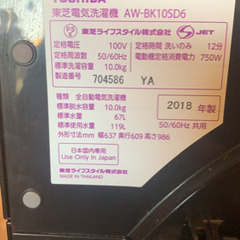 TOSHIBA
東芝電気洗濯機 AW-BK10SD6
東芝ライフスタイル株式会社 S JET
定格電圧 100V 定格時間 洗いのみ 12分
定格周波数 50/60Hz 電動機定格消費電力 750W
標準洗濯容量 10.0kg
製造番号 704586 YA
種類 全自動電気洗濯機
標準洗濯・脱水容量 10.0kg
標準水量 67L
標準使用水量 119L 50/60Hz 共用
外形寸法 mm 幅637 奥行609 高さ986
2018 年製
日本国内専用
Use Only in Japan
東芝ライフスタイル株式会社
MADE IN THAILAND